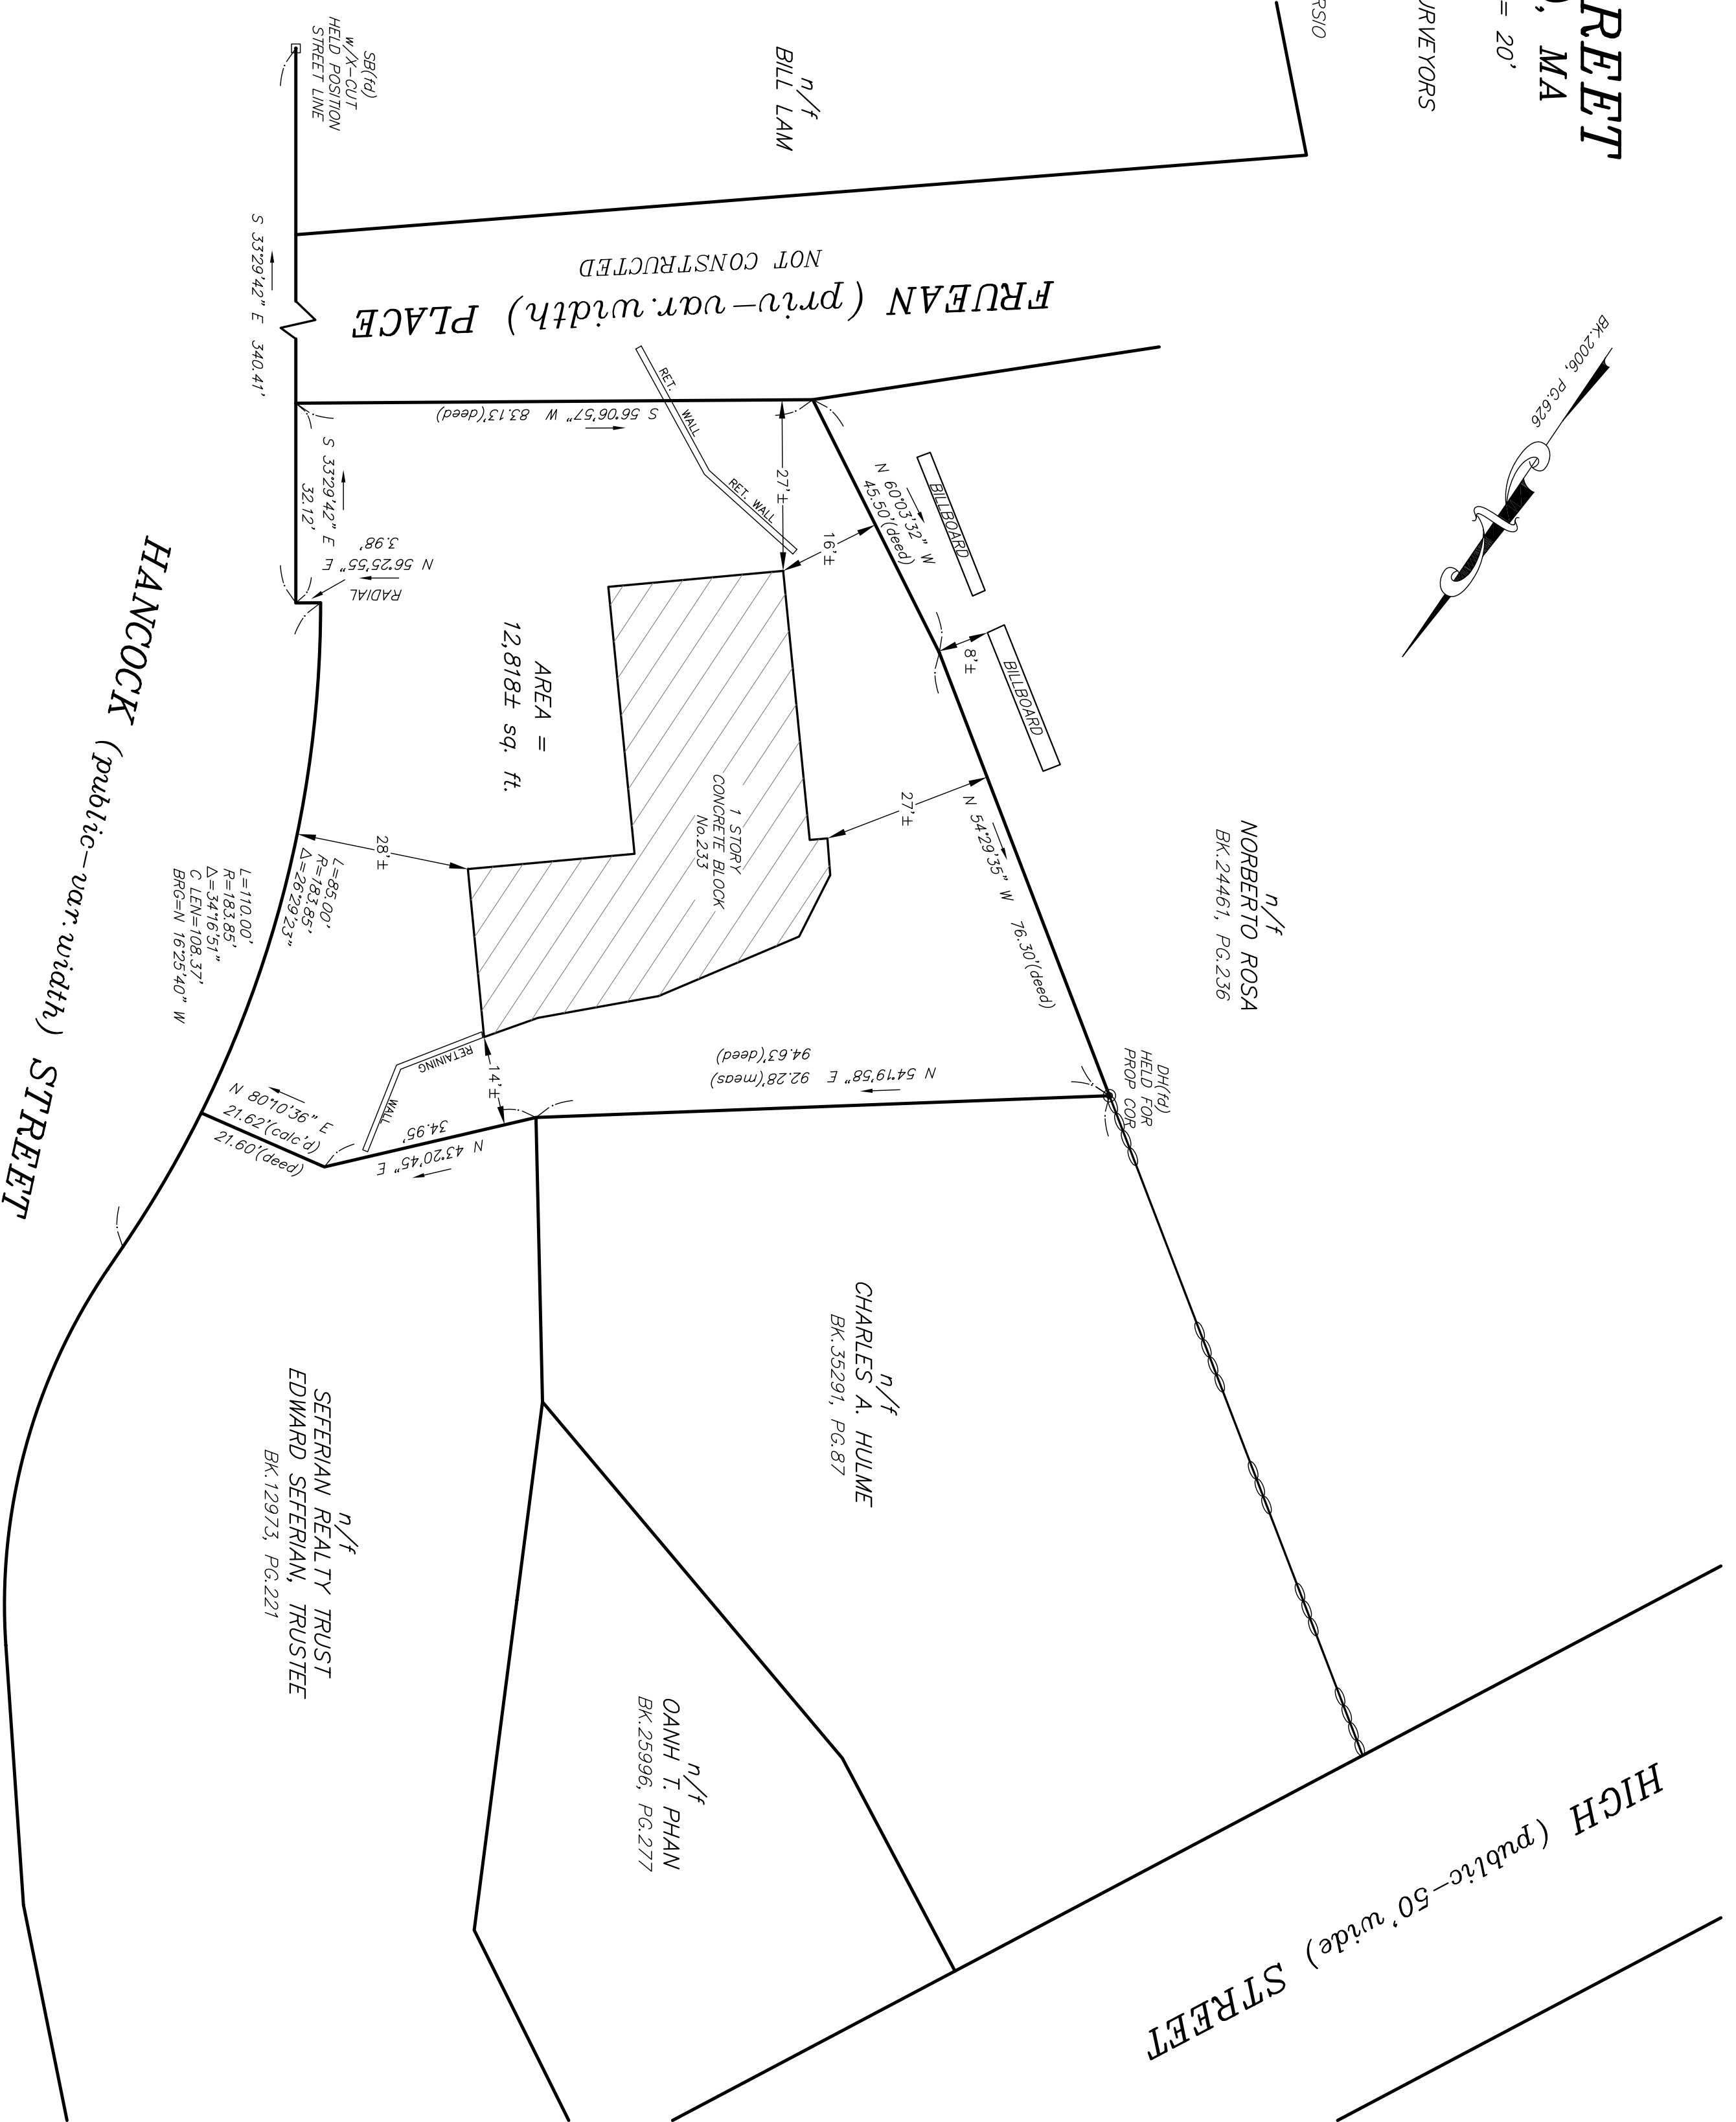 REET
, MA
= 20'
URVEYORS
RSIO
n/f
BILL LAM
SB(fd)
w/X-CUT
HELD POSITION
STREET LINE
S 33°29'42" E 340.41'
NOT CONSTRUCTED
FRUEAN (priv-var.width) PLACE
BK.2006, PG.626
S 56°06'57" W 83.13'(deed)
RET. WALL
RET. WALL
27'±
16'±
N 60°03'32" W
45.50'(deed)
BILLBOARD
BILLBOARD
8'±
S 33°29'42" E
32.12'
N 56°25'55" E
3.98'
RADIAL
AREA =
12,818± sq. ft.
1 STORY
CONCRETE BLOCK
No.233
27'±
28'±
N 54°29'35" W 76.30'(deed)
n/f
NORBERTO ROSA
BK.24461, PG.236
L=85.00'
R=183.85'
Δ=26°29'23"
L=110.00'
R=183.85'
Δ=34°16'51"
C LEN=108.37'
BRG=N 16°25'40" W
HANCOCK (public-var.width) STREET
RETAINING
WALL
14'±
N 54°19'58" E 92.28'(meas)
94.63'(deed)
DH(fd)
HELD FOR
PROP COR
N 43°20'45" E
34.95'
N 80°10'36" E
21.62'(calc'd)
21.60'(deed)
n/f
CHARLES A. HULME
BK.35291, PG.87
n/f
SEFERIAN REALTY TRUST
EDWARD SEFERIAN, TRUSTEE
BK.12973, PG.221
n/f
OANH T. PHAN
BK.25996, PG.277
HIGH (public-50' wide) STREET